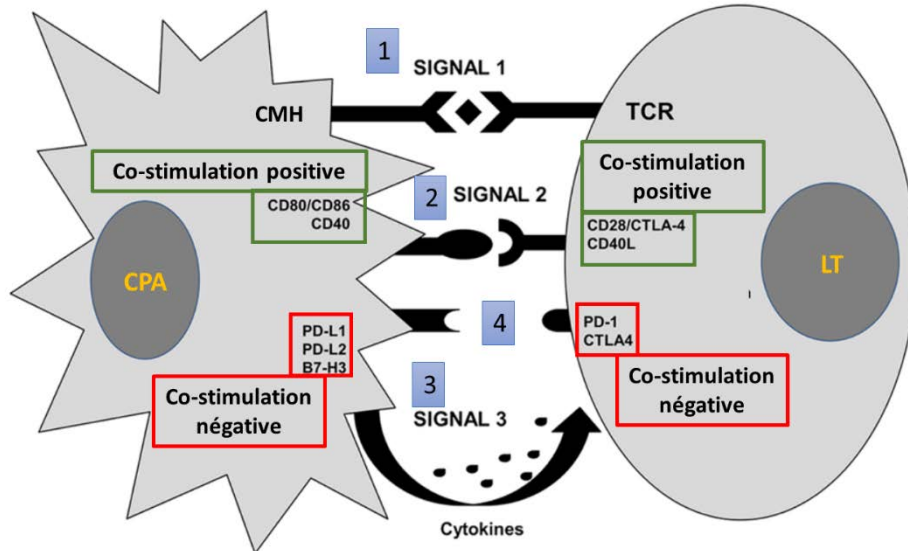 1
SIGNAL 1
CMH
TCR
Co-stimulation positive
CD80/CD86
CD40
2
SIGNAL 2
Co-stimulation
positive
CD28/CTLA-4
CD40L
CPA
LT
PD-L1
PD-L2
B7-H3
4
PD-1
CTLA4
Co-stimulation
négative
3
SIGNAL 3
Co-stimulation
négative
Cytokines